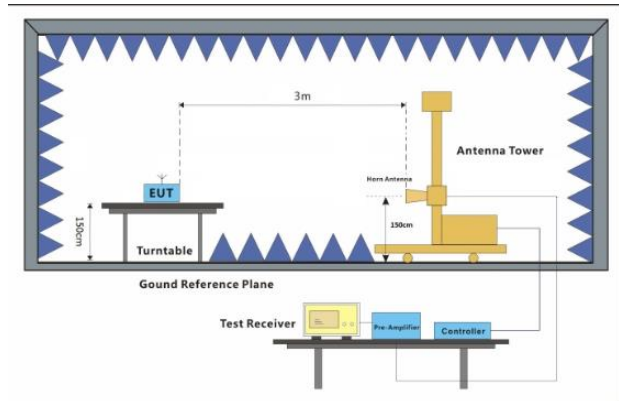 3m
Antenna Tower
Horn Antenna
EUT
150cm
150cm
Turntable
Gound Reference Plane
Test Receiver
Pre-Amplifier
Controller